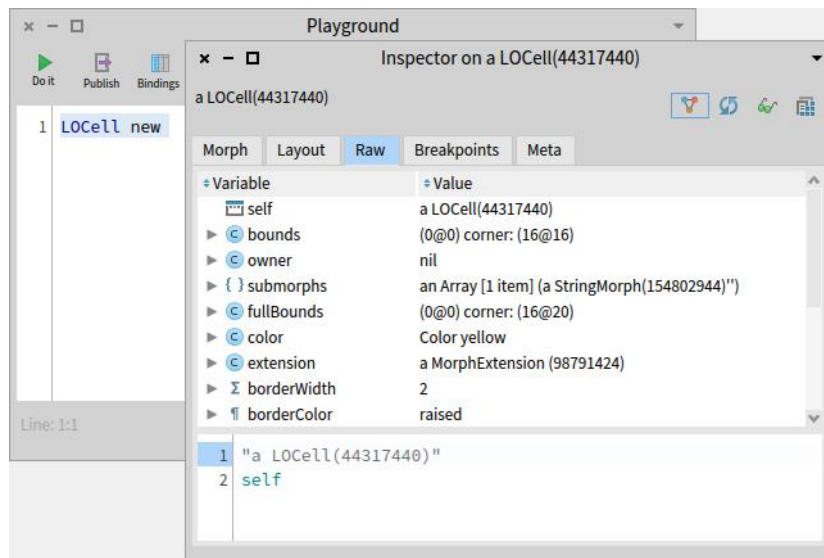 Playground
Do it
Publish
Bindings
1 LOCell new
Line: 1:1
Inspector on a LOCell(44317440)
a LOCell(44317440)
Morph Layout Raw Breakpoints Meta
Variable Value
self a LOCell(44317440)
bounds (0@0) corner: (16@16)
owner nil
{ } submorphs an Array [1 item] (a StringMorph(154802944)'')
fullBounds (0@0) corner: (16@20)
color Color yellow
extension a MorphExtension (98791424)
Σ borderWidth 2
¶ borderColor raised
1 "a LOCell(44317440)"
2 self